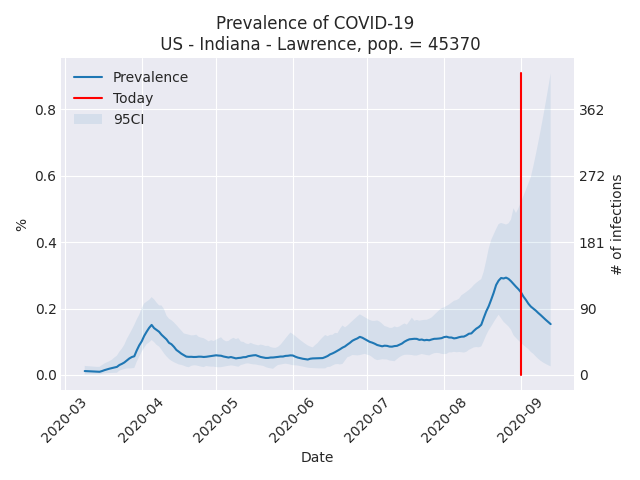 Prevalence of COVID-19
US - Indiana - Lawrence, pop. = 45370
Prevalence
Today
95CI
0.8
0.6
0.4
0.2
0.0
%
362
272
181
90
0
# of infections
2020-03
2020-04
2020-05
2020-06
2020-07
2020-08
2020-09
Date